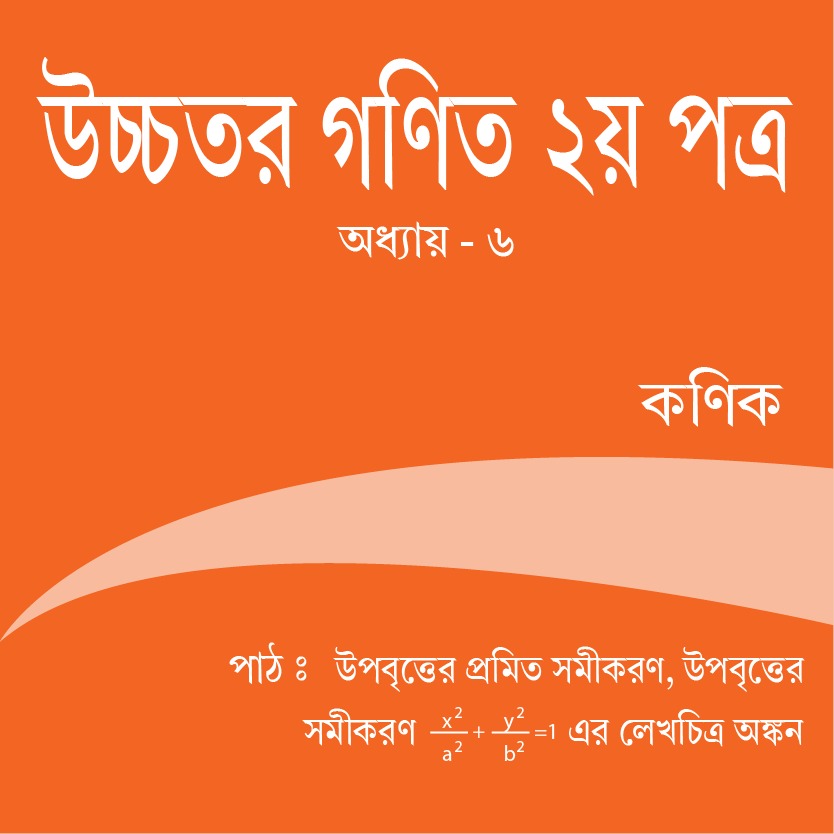 উচ্চতর গণিত ২য় পত্র
অধ্যায় - ৬
কণিক
পাঠ ঃ উপবৃত্তের প্রমিত সমীকরণ, উপবৃত্তের
সমীকরণ x²/a² + y²/b² =1 এর লেখচিত্র অঙ্কন